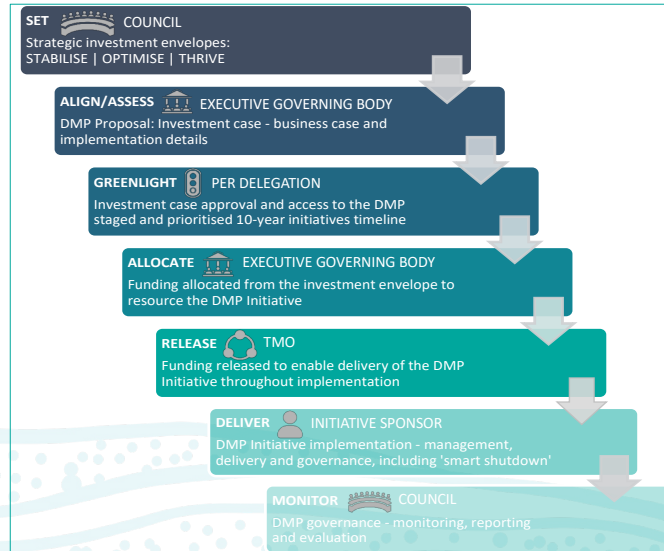 SET COUNCIL
Strategic investment envelopes:
STABILISE | OPTIMISE | THRIVE
ALIGN/ASSESS EXECUTIVE GOVERNING BODY
DMP Proposal: Investment case - business case and
implementation details
GREENLIGHT PER DELEGATION
Investment case approval and access to the DMP
staged and prioritised 10-year initiatives timeline
ALLOCATE EXECUTIVE GOVERNING BODY
Funding allocated from the investment envelope to
resource the DMP Initiative
RELEASE TMO
Funding released to enable delivery of the DMP
Initiative throughout implementation
DELIVER INITIATIVE SPONSOR
DMP Initiative implementation - management,
delivery and governance, including 'smart shutdown'
MONITOR COUNCIL
DMP governance - monitoring, reporting
and evaluation